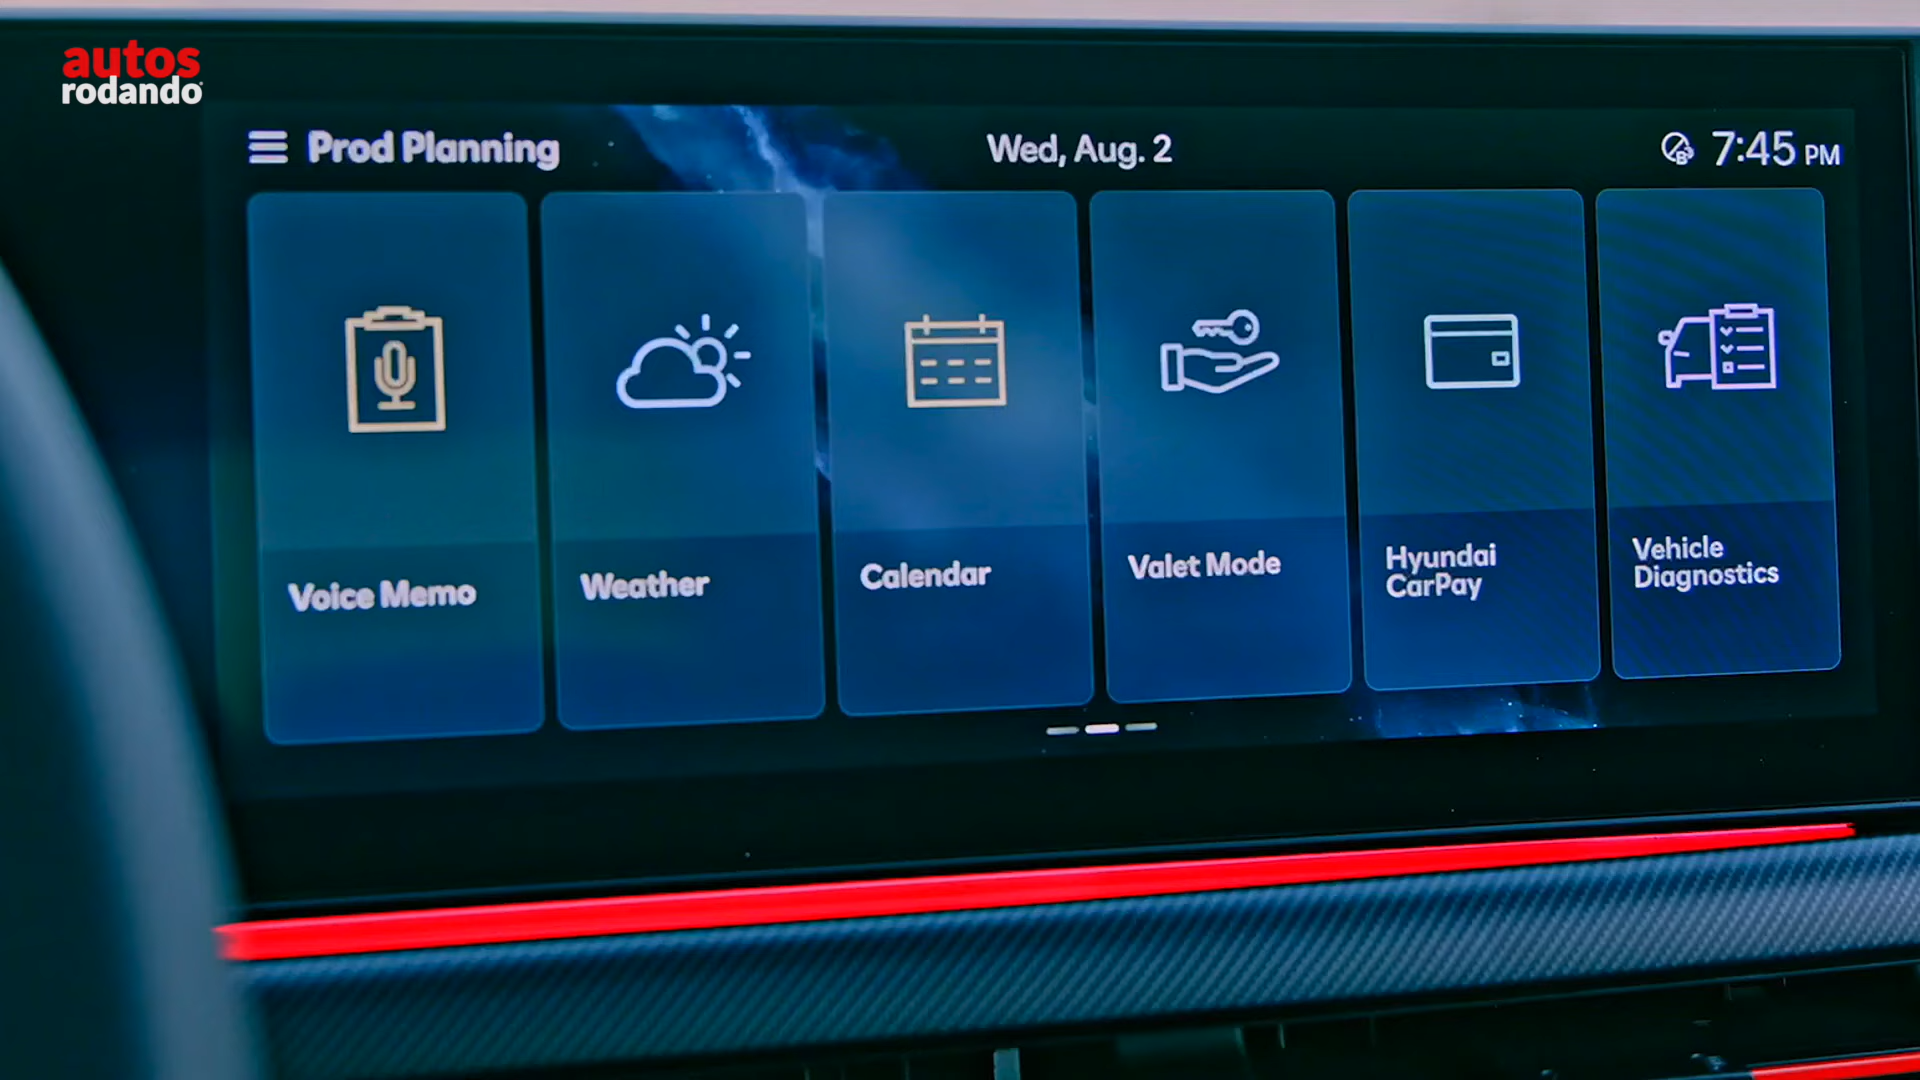 autos
rodando
Prod Planning
Wed, Aug. 2
7:45 PM
Voice Memo
Weather
Calendar
Valet Mode
Hyundai
CarPay
Vehicle
Diagnostics